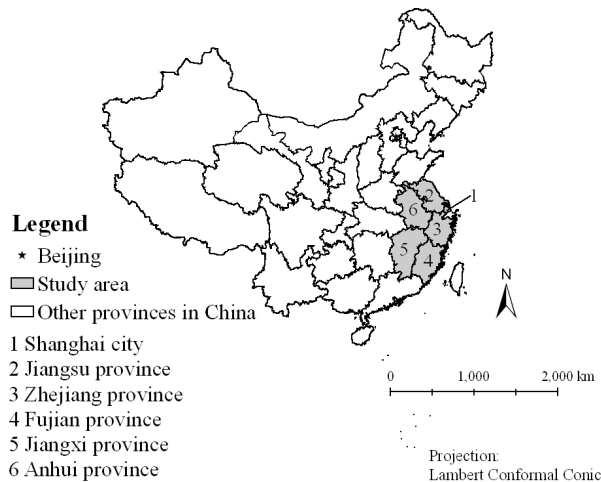 1
2
6
3
5
4
Legend
Beijing
Study area
Other provinces in China
1 Shanghai city
2 Jiangsu province
3 Zhejiang province
4 Fujian province
5 Jiangxi province
6 Anhui province
N
0 1,000 2,000 km
Projection:
Lambert Conformal Conic